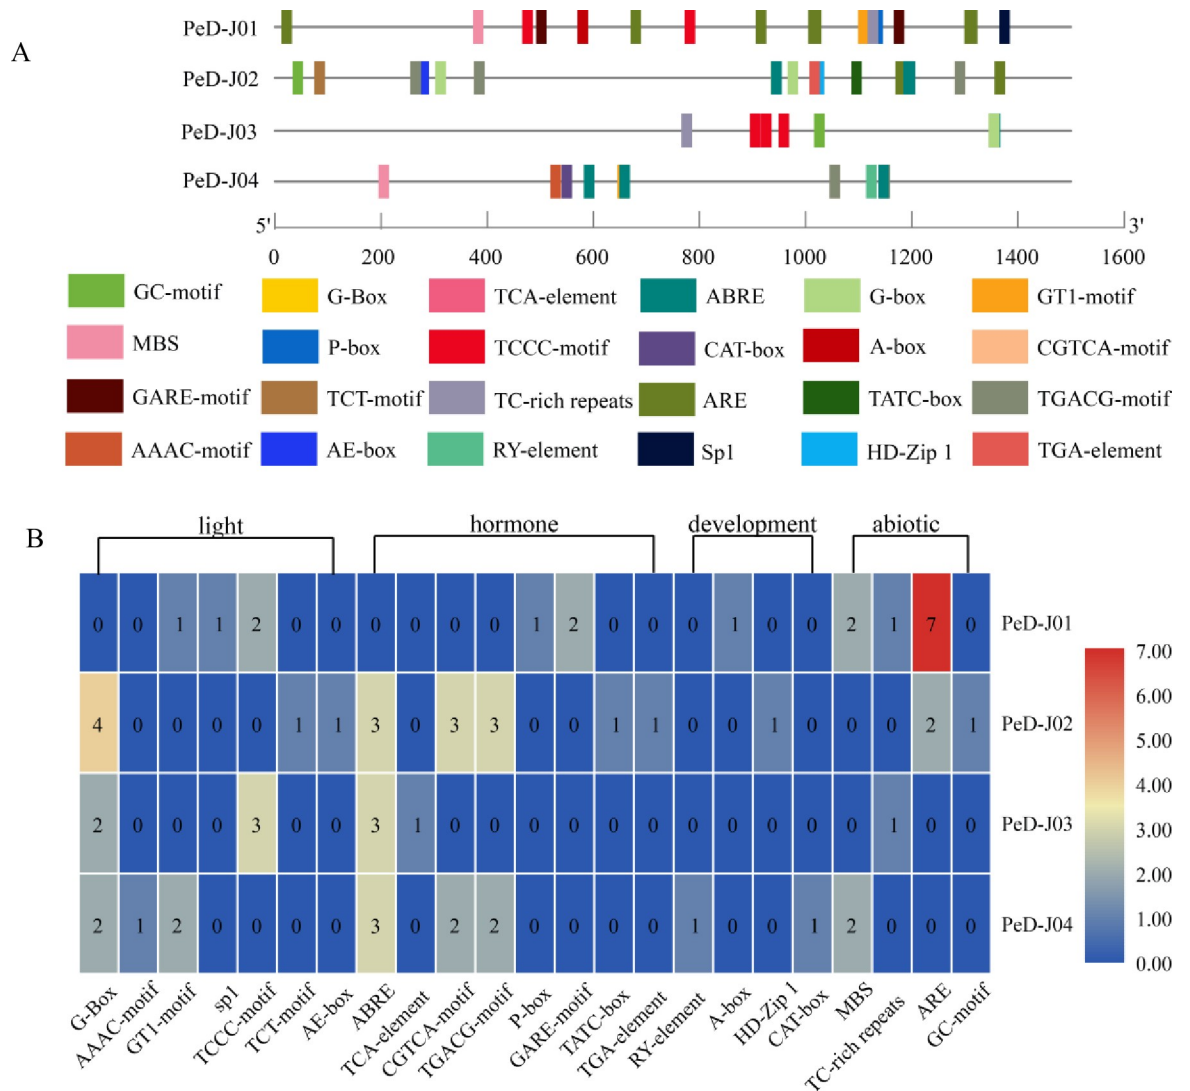 A
PeD-J01
PeD-J02
PeD-J03
PeD-J04
5' 3'
0 200 400 600 800 1000 1200 1400 1600
GC-motif G-Box TCA-element ABRE G-box GT1-motif
MBS P-box TCCC-motif CAT-box A-box CGTCA-motif
GARE-motif TCT-motif TC-rich repeats ARE TATC-box TGACG-motif
AAAC-motif AE-box RY-element Sp1 HD-Zip 1 TGA-element
B
light hormone development abiotic
0 0 1 1 2 0 0 0 0 0 0 1 2 0 0 0 1 0 0 2 1 7 0 PeD-J01
4 0 0 0 0 1 1 3 0 3 3 0 0 1 1 0 0 1 0 0 0 2 1 PeD-J02
2 0 0 0 3 0 0 3 1 0 0 0 0 0 0 0 0 0 0 0 1 0 0 PeD-J03
2 1 2 0 0 0 0 3 0 2 2 0 0 0 0 1 0 0 1 2 0 0 0 PeD-J04
7.00
6.00
5.00
4.00
3.00
2.00
1.00
0.00
G-Box AAAC-motif GT1-motif sp1 TCCC-motif TCT-motif AE-box ABRE TCA-element CGTCA-motif TGACG-motif P-box GARE-motif TATC-box TGA-element RY-element A-box HD-Zip 1 CAT-box MBS TC-rich repeats ARE GC-motif